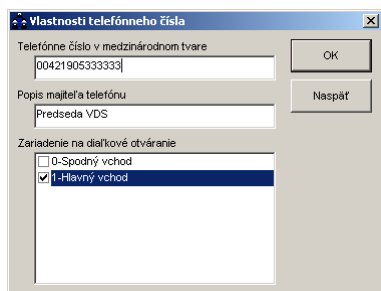 Vlastnosti telefónneho čísla
Telefónne číslo v medzinárodnom tvare
00421905333333
OK
Popis majiteľa telefónu
Naspäť
Predseda VDS
Zariadenie na diaľkové otváranie
0-Spodný vchod
1-Hlavný vchod